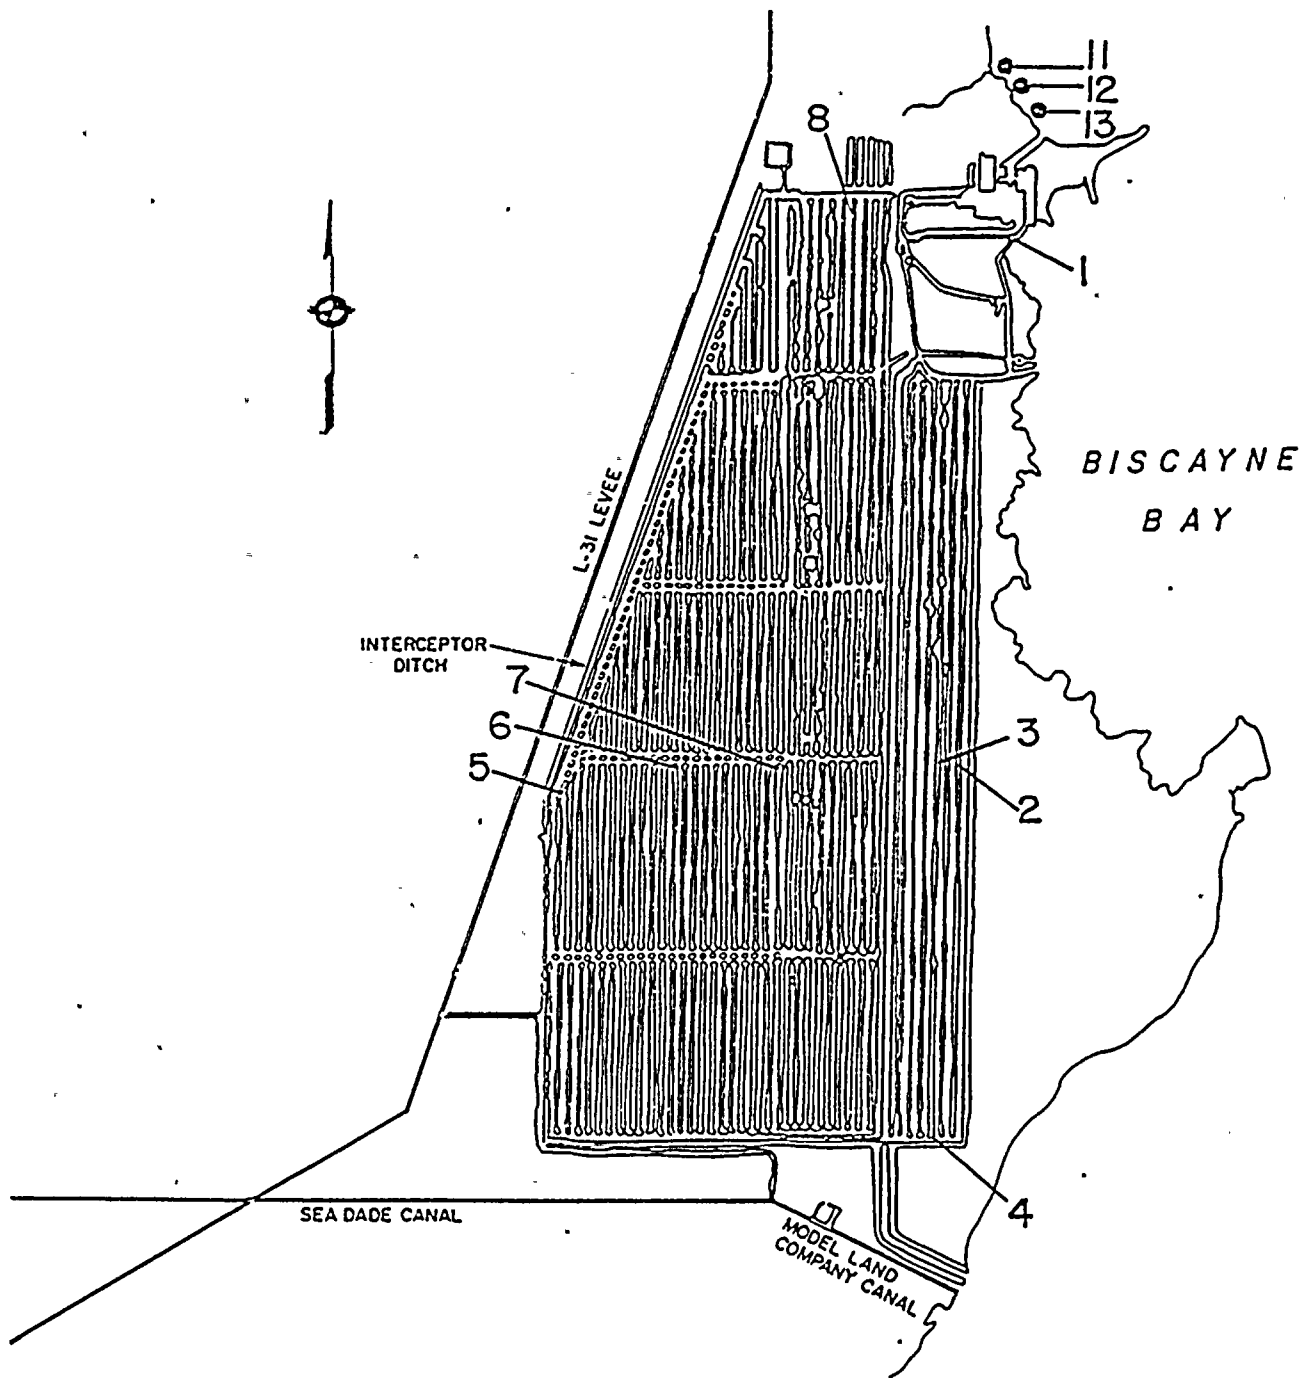 11
12
13
8
1
BISCAYNE
BAY
L-31 LEVEE
INTERCEPTOR
DITCH
7
6
5
3
2
4
SEA DADE CANAL
MODEL LAND
COMPANY CANAL